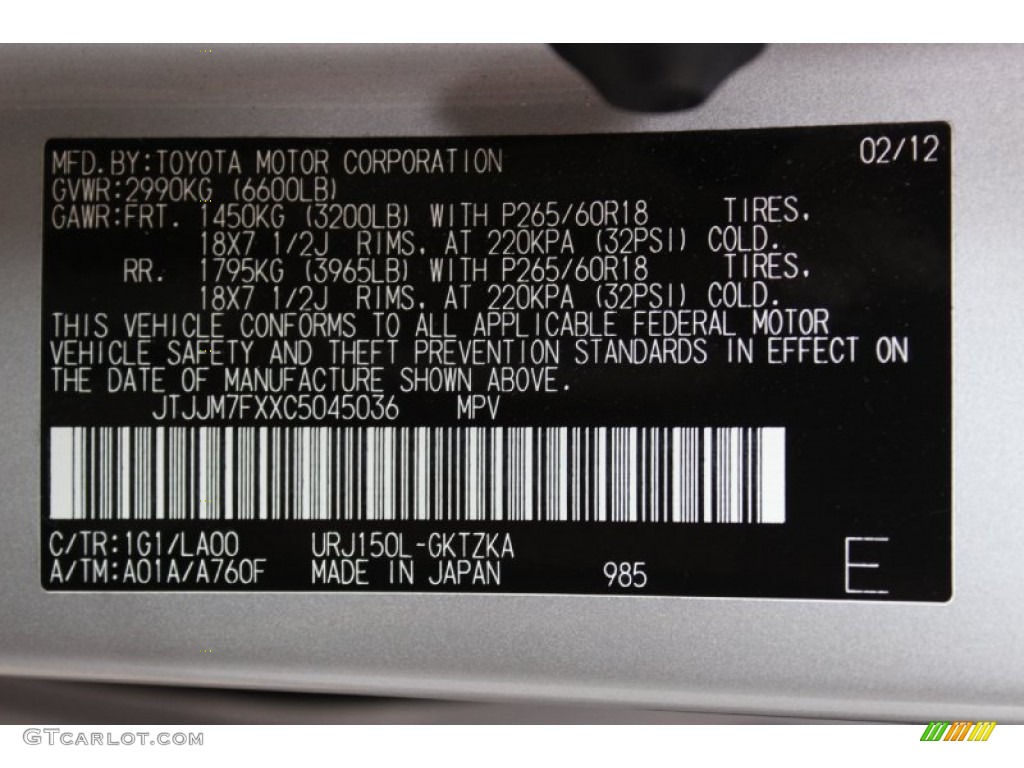 MFD.BY:TOYOTA MOTOR CORPORATION 02/12
GVWR:2990KG (6600LB)
GAWR:FRT. 1450KG (3200LB) WITH P265/60R18 TIRES,
18X7 1/2J RIMS, AT 220KPA (32PSI) COLD.
RR. 1795KG (3965LB) WITH P265/60R18 TIRES,
18X7 1/2J RIMS, AT 220KPA (32PSI) COLD.
THIS VEHICLE CONFORMS TO ALL APPLICABLE FEDERAL MOTOR
VEHICLE SAFETY AND THEFT PREVENTION STANDARDS IN EFFECT ON
THE DATE OF MANUFACTURE SHOWN ABOVE.
JTJJM7FXXC5045036 MPV
C/TR:1G1/LA00 URJ150L-GKTZKA
A/TM:A01A/A760F MADE IN JAPAN 985 E
GTCarlot.com